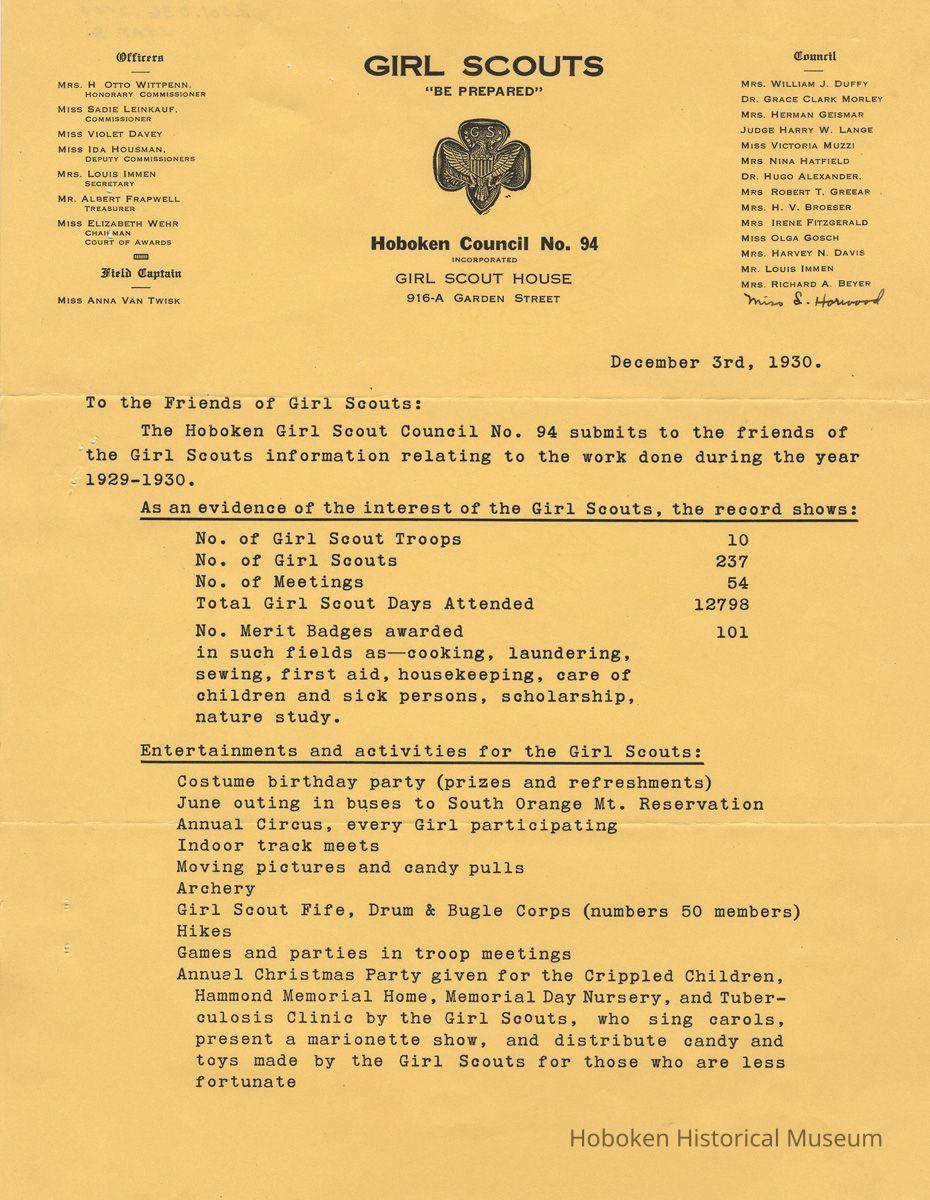 Officers
MRS. H OTTO WITTPENN,
HONORARY COMMISSIONER
MISS SADIE LEINKAUF,
COMMISSIONER
MISS VIOLET DAVEY
MISS IDA HOUSMAN,
DEPUTY COMMISSIONERS
MRS. LOUIS IMMEN
SECRETARY
MR. ALBERT FRAPWELL
TREASURER
MISS ELIZABETH WEHR
CHAIRMAN
COURT OF AWARDS
Field Captain
MISS ANNA VAN TWISK
GIRL SCOUTS
"BE PREPARED"
GS
Hoboken Council No. 94
INCORPORATED
GIRL SCOUT HOUSE
916-A GARDEN STREET
Council
MRS. WILLIAM J. DUFFY
DR. GRACE CLARK MORLEY
MRS. HERMAN GEISMAR
JUDGE HARRY W. LANGE
MISS VICTORIA MUZZI
MRS NINA HATFIELD
DR. HUGO ALEXANDER.
MRS ROBERT T. GREEAR
MRS. H. V. BROESER
MRS IRENE FITZGERALD
MISS OLGA GOSCH
MRS. HARVEY N. DAVIS
MR. LOUIS IMMEN
MRS. RICHARD A. BEYER
Miss S. Horwood
December 3rd, 1930.
To the Friends of Girl Scouts:
The Hoboken Girl Scout Council No. 94 submits to the friends of
the Girl Scouts information relating to the work done during the year
1929-1930.
As an evidence of the interest of the Girl Scouts, the record shows:
No. of Girl Scout Troops 10
No. of Girl Scouts 237
No. of Meetings 54
Total Girl Scout Days Attended 12798
No. Merit Badges awarded 101
in such fields as—cooking, laundering,
sewing, first aid, housekeeping, care of
children and sick persons, scholarship,
nature study.
Entertainments and activities for the Girl Scouts:
Costume birthday party (prizes and refreshments)
June outing in buses to South Orange Mt. Reservation
Annual Circus, every Girl participating
Indoor track meets
Moving pictures and candy pulls
Archery
Girl Scout Fife, Drum & Bugle Corps (numbers 50 members)
Hikes
Games and parties in troop meetings
Annual Christmas Party given for the Crippled Children,
Hammond Memorial Home, Memorial Day Nursery, and Tuber-
culosis Clinic by the Girl Scouts, who sing carols,
present a marionette show, and distribute candy and
toys made by the Girl Scouts for those who are less
fortunate
Hoboken Historical Museum